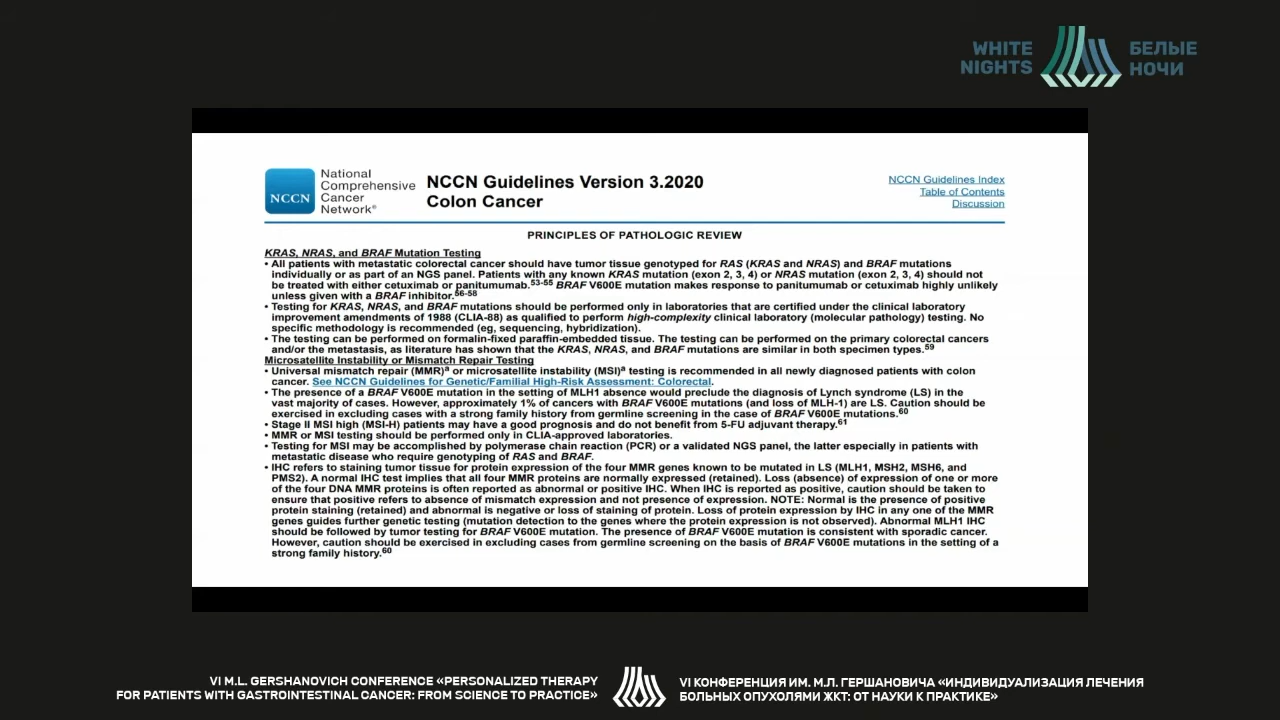 WHITE
NIGHTS
БЕЛЫЕ
НОЧИ
NCCN
National
Comprehensive
Cancer
Network®
NCCN Guidelines Version 3.2020
Colon Cancer
NCCN Guidelines Index
Table of Contents
Discussion
PRINCIPLES OF PATHOLOGIC REVIEW
KRAS, NRAS, and BRAF Mutation Testing
• All patients with metastatic colorectal cancer should have tumor tissue genotyped for RAS (KRAS and NRAS) and BRAF mutations
individually or as part of an NGS panel. Patients with any known KRAS mutation (exon 2, 3, 4) or NRAS mutation (exon 2, 3, 4) should not
be treated with either cetuximab or panitumumab.53-55 BRAF V600E mutation makes response to panitumumab or cetuximab highly unlikely
unless given with a BRAF inhibitor.56-58
• Testing for KRAS, NRAS, and BRAF mutations should be performed only in laboratories that are certified under the clinical laboratory
improvement amendments of 1988 (CLIA-88) as qualified to perform high-complexity clinical laboratory (molecular pathology) testing. No
specific methodology is recommended (eg, sequencing, hybridization).
• The testing can be performed on formalin-fixed paraffin-embedded tissue. The testing can be performed on the primary colorectal cancers
and/or the metastasis, as literature has shown that the KRAS, NRAS, and BRAF mutations are similar in both specimen types.59
Microsatellite Instability or Mismatch Repair Testing
• Universal mismatch repair (MMR)a or microsatellite instability (MSI)a testing is recommended in all newly diagnosed patients with colon
cancer. See NCCN Guidelines for Genetic/Familial High-Risk Assessment: Colorectal.
• The presence of a BRAF V600E mutation in the setting of MLH1 absence would preclude the diagnosis of Lynch syndrome (LS) in the
vast majority of cases. However, approximately 1% of cancers with BRAF V600E mutations (and loss of MLH-1) are LS. Caution should be
exercised in excluding cases with a strong family history from germline screening in the case of BRAF V600E mutations.60
• Stage II MSI high (MSI-H) patients may have a good prognosis and do not benefit from 5-FU adjuvant therapy.61
• MMR or MSI testing should be performed only in CLIA-approved laboratories.
• Testing for MSI may be accomplished by polymerase chain reaction (PCR) or a validated NGS panel, the latter especially in patients with
metastatic disease who require genotyping of RAS and BRAF.
• IHC refers to staining tumor tissue for protein expression of the four MMR genes known to be mutated in LS (MLH1, MSH2, MSH6, and
PMS2). A normal IHC test implies that all four MMR proteins are normally expressed (retained). Loss (absence) of expression of one or more
of the four DNA MMR proteins is often reported as abnormal or positive IHC. When IHC is reported as positive, caution should be taken to
ensure that positive refers to absence of mismatch expression and not presence of expression. NOTE: Normal is the presence of positive
protein staining (retained) and abnormal is negative or loss of staining of protein. Loss of protein expression by IHC in any one of the MMR
genes guides further genetic testing (mutation detection to the genes where the protein expression is not observed). Abnormal MLH1 IHC
should be followed by tumor testing for BRAF V600E mutation. The presence of BRAF V600E mutation is consistent with sporadic cancer.
However, caution should be exercised in excluding cases from germline screening on the basis of BRAF V600E mutations in the setting of a
strong family history.60
VI M.L. GERSHANOVICH CONFERENCE «PERSONALIZED THERAPY
FOR PATIENTS WITH GASTROINTESTINAL CANCER: FROM SCIENCE TO PRACTICE»
VI КОНФЕРЕНЦИЯ ИМ. М.Л. ГЕРШАНОВИЧА «ИНДИВИДУАЛИЗАЦИЯ ЛЕЧЕНИЯ
БОЛЬНЫХ ОПУХОЛЯМИ ЖКТ: ОТ НАУКИ К ПРАКТИКЕ»